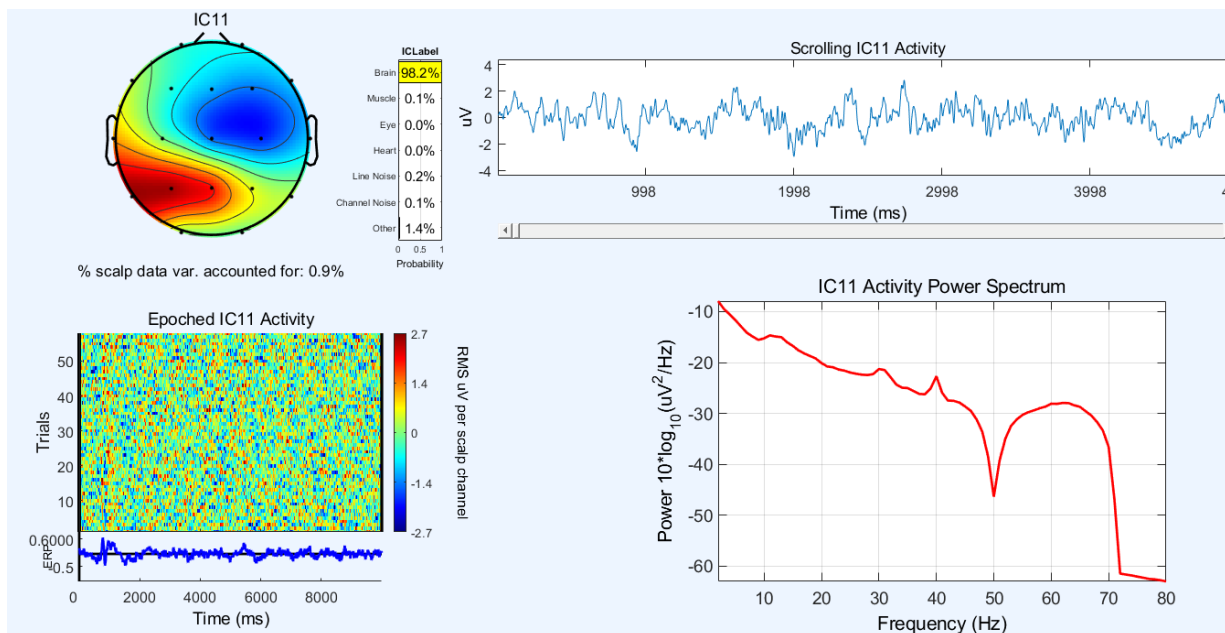 IC11
ICLabel
Brain 98.2%
Muscle 0.1%
Eye 0.0%
Heart 0.0%
Line Noise 0.2%
Channel Noise 0.1%
Other 1.4%
0 0.5 1
Probability
% scalp data var. accounted for: 0.9%
Scrolling IC11 Activity
4
2
0
-2
-4
uV
998 1998 2998 3998 4
Time (ms)
Epoched IC11 Activity
50
40
30
20
10
Trials
2.7
1.4
0
-1.4
-2.7
RMS uV per scalp channel
0.6000
-0.5
ERP
0 2000 4000 6000 8000
Time (ms)
IC11 Activity Power Spectrum
-10
-20
-30
-40
-50
-60
Power 10*log10(uV2/Hz)
10 20 30 40 50 60 70 80
Frequency (Hz)